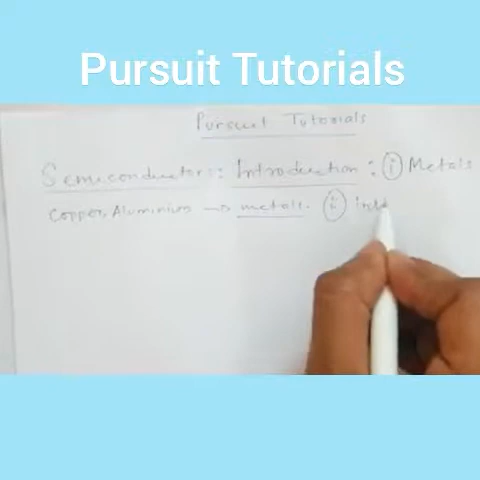 Pursuit Tutorials
Pursuit Tutorials
Semiconductors: Introduction: (i) Metals
Copper, Aluminium → metals. (ii)